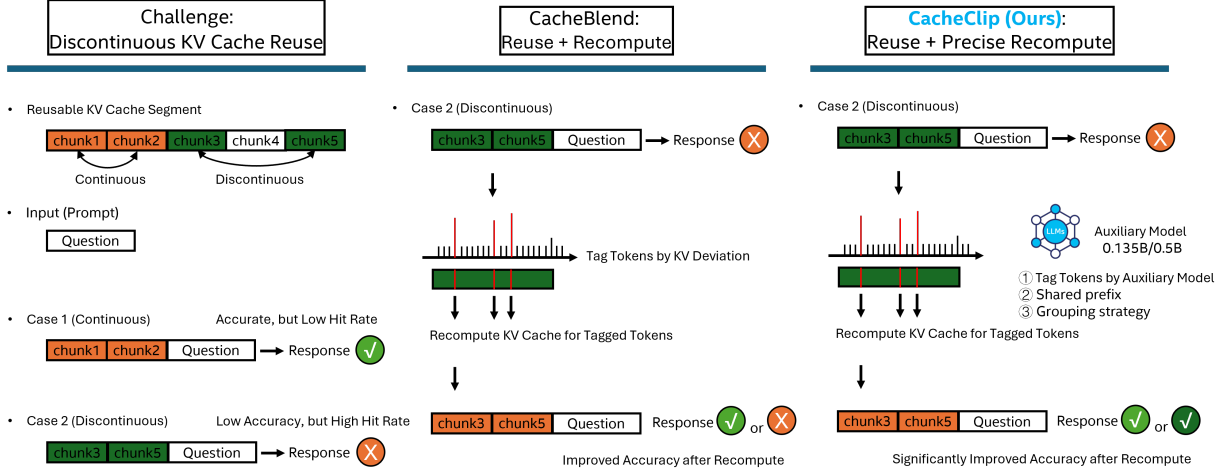 Challenge:
Discontinuous KV Cache Reuse
• Reusable KV Cache Segment
chunk1 chunk2 chunk3 chunk4 chunk5
Continuous Discontinuous
• Input (Prompt)
Question
• Case 1 (Continuous) Accurate, but Low Hit Rate
chunk1 chunk2 Question Response √
• Case 2 (Discontinuous) Low Accuracy, but High Hit Rate
chunk3 chunk5 Question Response X
CacheBlend:
Reuse + Recompute
• Case 2 (Discontinuous)
chunk3 chunk5 Question Response X
Tag Tokens by KV Deviation
Recompute KV Cache for Tagged Tokens
chunk3 chunk5 Question Response √ or X
Improved Accuracy after Recompute
CacheClip (Ours):
Reuse + Precise Recompute
• Case 2 (Discontinuous)
chunk3 chunk5 Question Response X
LLMs
Auxiliary Model
0.135B/0.5B
① Tag Tokens by Auxiliary Model
② Shared prefix
③ Grouping strategy
Recompute KV Cache for Tagged Tokens
chunk3 chunk5 Question Response √ or √
Significantly Improved Accuracy after Recompute